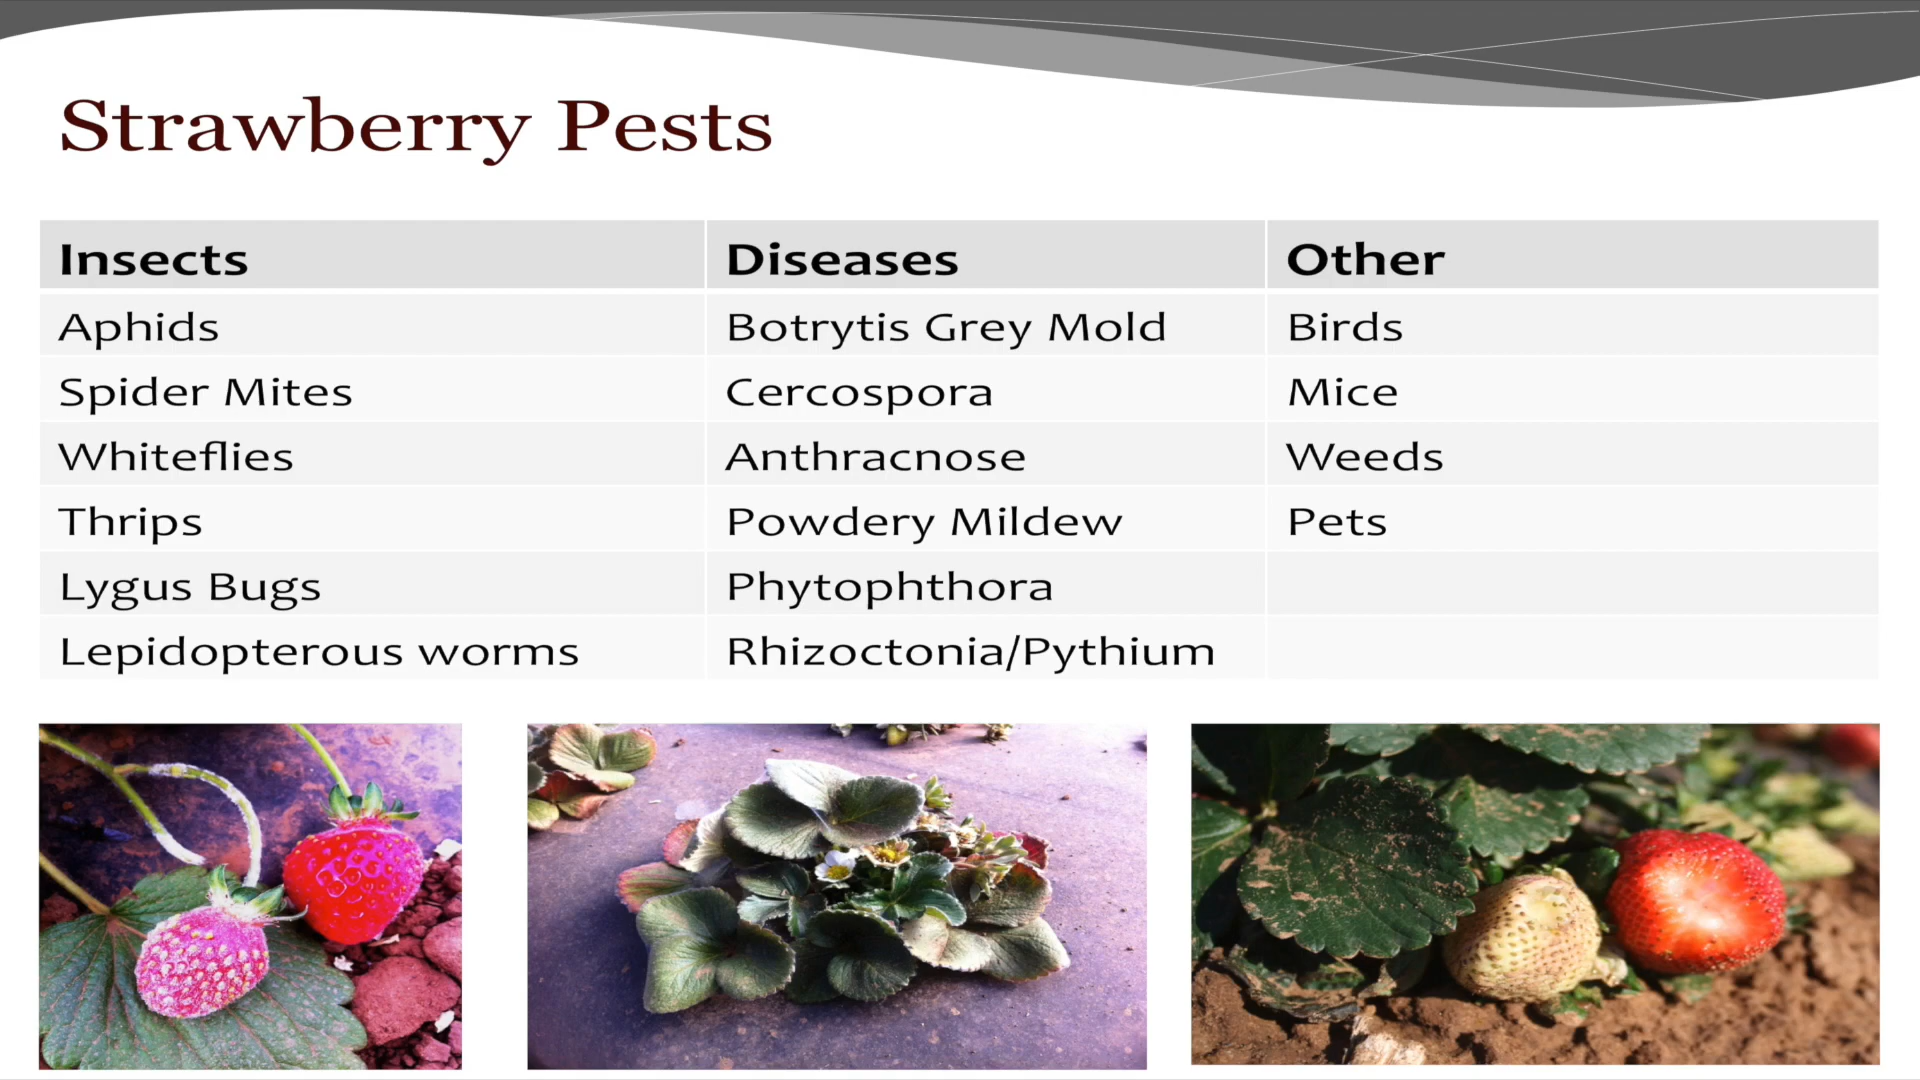 Strawberry Pests
Insects Diseases Other
Aphids Botrytis Grey Mold Birds
Spider Mites Cercospora Mice
Whiteflies Anthracnose Weeds
Thrips Powdery Mildew Pets
Lygus Bugs Phytophthora
Lepidopterous worms Rhizoctonia/Pythium